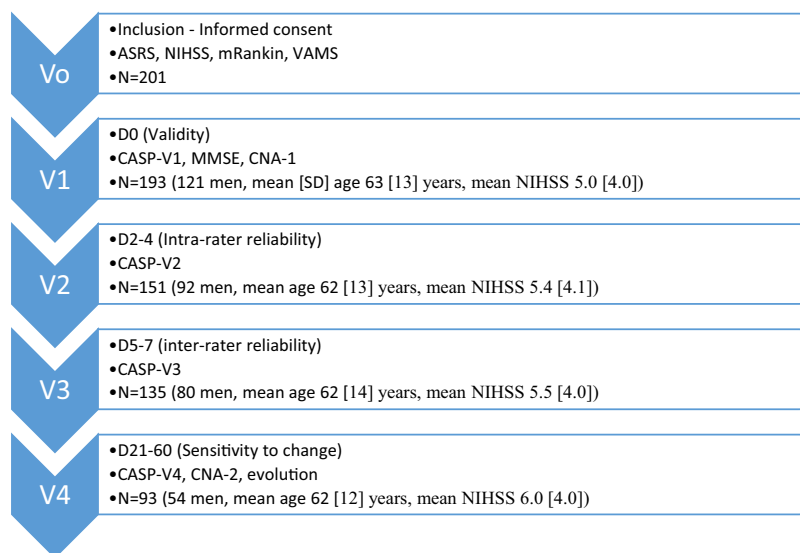 Vo
•Inclusion - Informed consent
•ASRS, NIHSS, mRankin, VAMS
•N=201
V1
•D0 (Validity)
•CASP-V1, MMSE, CNA-1
•N=193 (121 men, mean [SD] age 63 [13] years, mean NIHSS 5.0 [4.0])
V2
•D2-4 (Intra-rater reliability)
•CASP-V2
•N=151 (92 men, mean age 62 [13] years, mean NIHSS 5.4 [4.1])
V3
•D5-7 (inter-rater reliability)
•CASP-V3
•N=135 (80 men, mean age 62 [14] years, mean NIHSS 5.5 [4.0])
V4
•D21-60 (Sensitivity to change)
•CASP-V4, CNA-2, evolution
•N=93 (54 men, mean age 62 [12] years, mean NIHSS 6.0 [4.0])